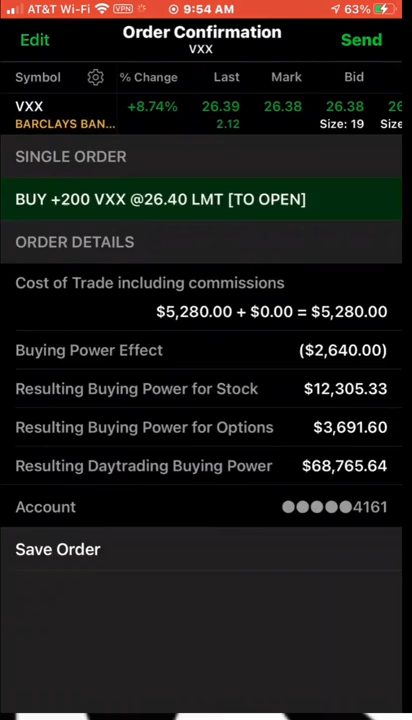 AT&T Wi-Fi VPN 9:54 AM 63%
Edit Order Confirmation Send
VXX
Symbol % Change Last Mark Bid
VXX +8.74% 26.39 26.38 26.38 26
BARCLAYS BAN... 2.12 Size: 19 Size
SINGLE ORDER
BUY +200 VXX @26.40 LMT [TO OPEN]
ORDER DETAILS
Cost of Trade including commissions
$5,280.00 + $0.00 = $5,280.00
Buying Power Effect ($2,640.00)
Resulting Buying Power for Stock $12,305.33
Resulting Buying Power for Options $3,691.60
Resulting Daytrading Buying Power $68,765.64
Account ●●●●●4161
Save Order